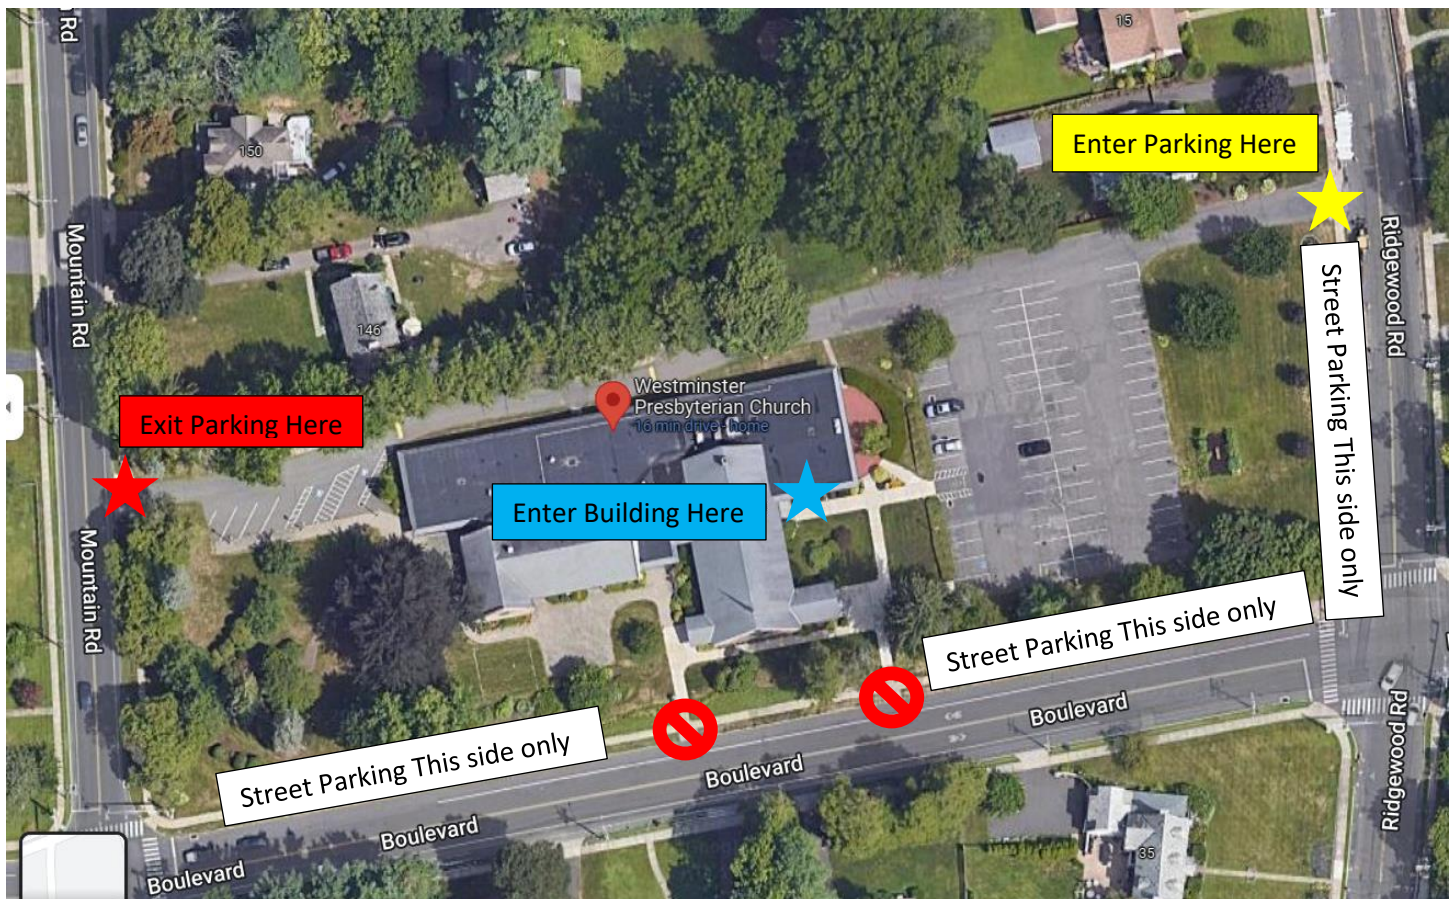 Rd
15
Enter Parking Here
150
Mountain Rd
Ridgewood Rd
Street Parking This side only
146
Westminster
Presbyterian Church
16 min drive - home
Exit Parking Here
Enter Building Here
Mountain Rd
Street Parking This side only
Boulevard
Ridgewood Rd
Street Parking This side only
Boulevard
Boulevard
35
Boulevard